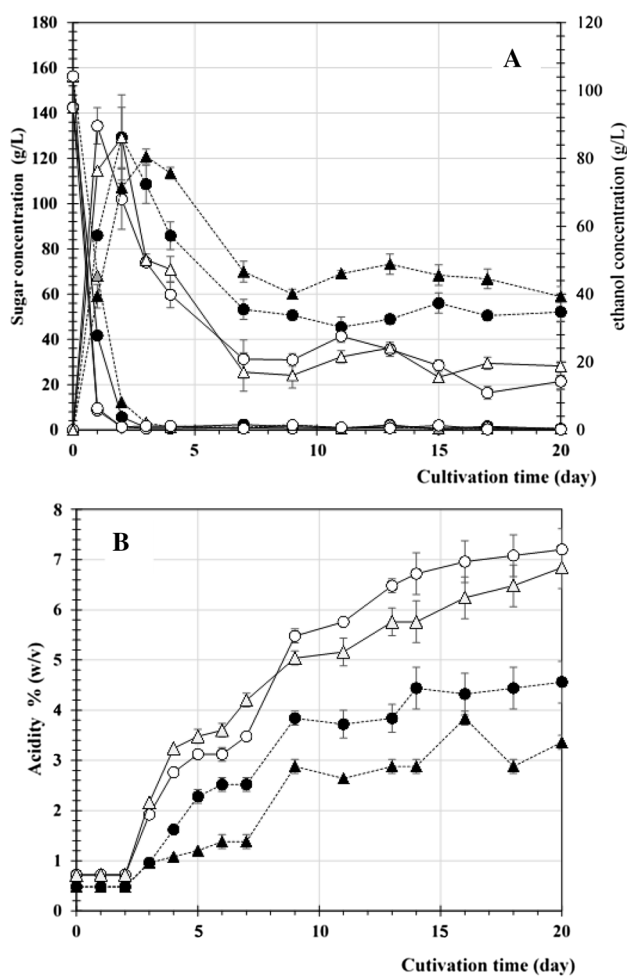 A
Sugar concentration (g/L)
180
160
140
120
100
80
60
40
20
0
ethanol concentration (g/L)
120
100
80
60
40
20
0
0 5 10 15 20
Cultivation time (day)
B
Acidity % (w/v)
8
7
6
5
4
3
2
1
0
0 5 10 15 20
Cutivation time (day)